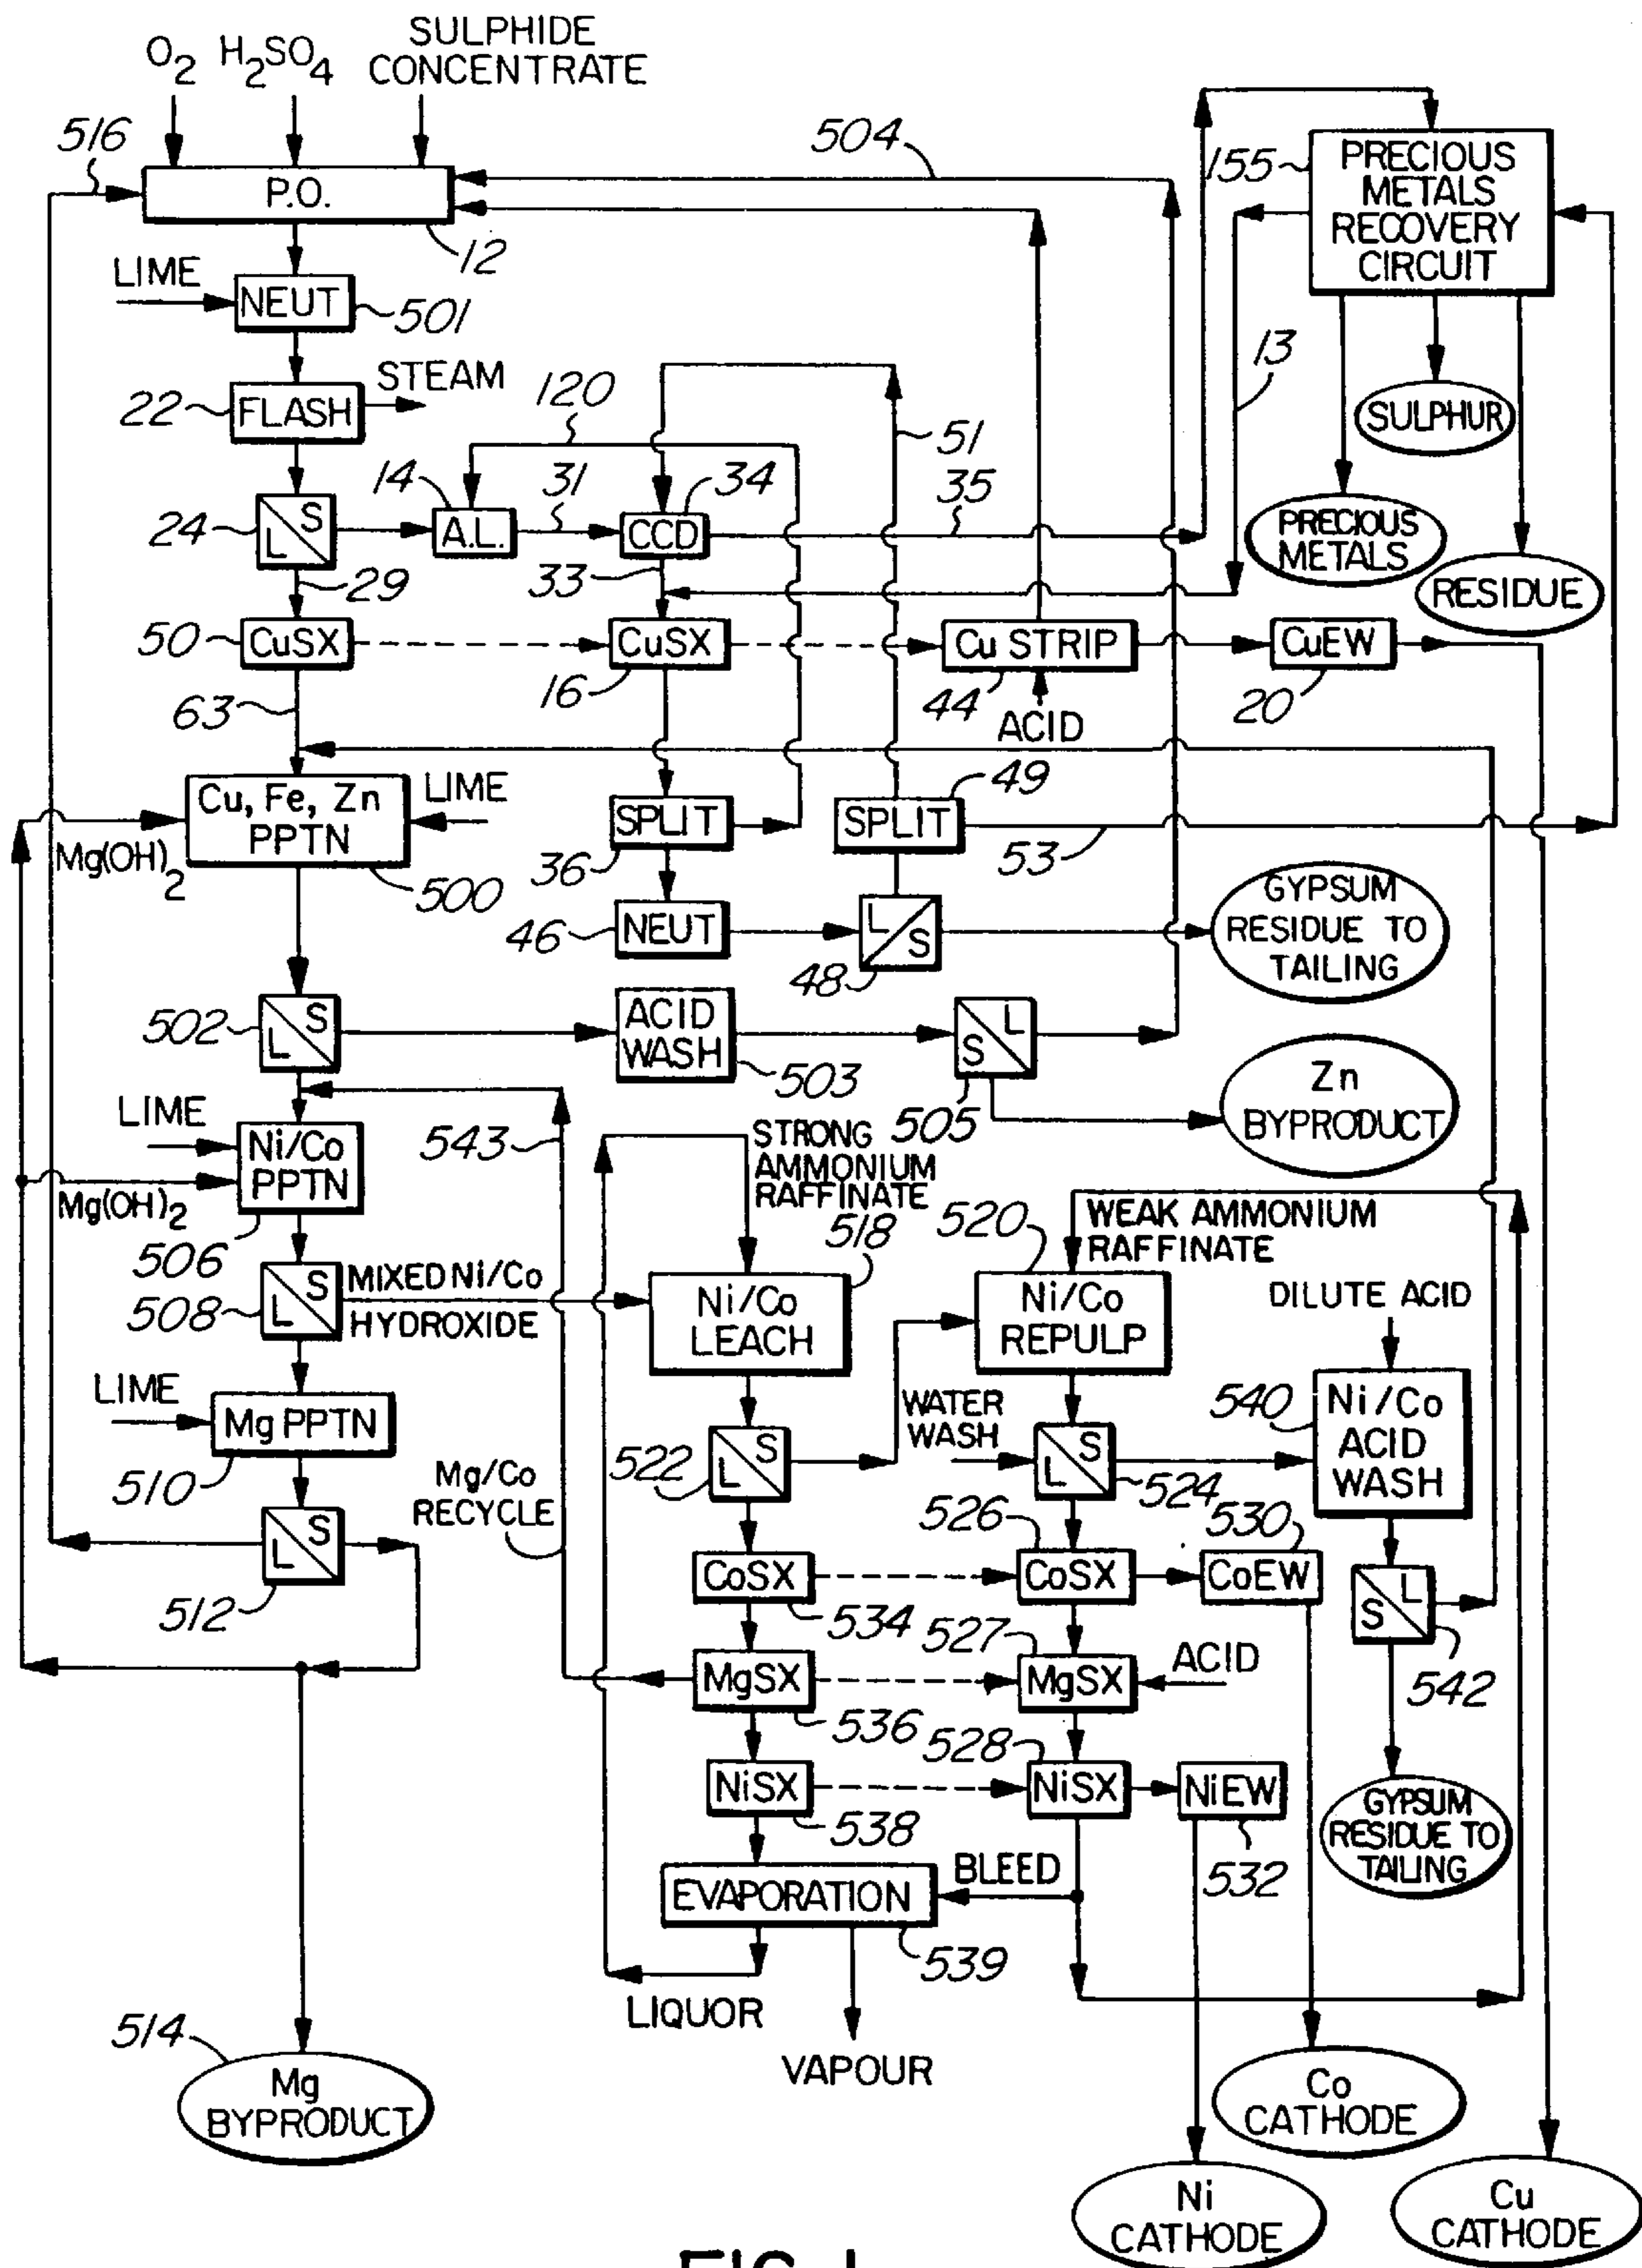 O2 H2SO4 SULPHIDE
CONCENTRATE
516
504
155
PRECIOUS
METALS
RECOVERY
CIRCUIT
P.O.
12
LIME
NEUT
501
13
STEAM
22
FLASH
120
51
SULPHUR
14
31
34
35
24
L S
A.L.
CCD
PRECIOUS
METALS
29
33
RESIDUE
50
CuSX
CuSX
Cu STRIP
CuEW
63
16
44
ACID
20
Cu, Fe, Zn
PPTN
LIME
SPLIT
49
SPLIT
Mg(OH)2
500
36
53
GYPSUM
RESIDUE TO
TAILING
46
NEUT
L S
48
502
L S
ACID
WASH
503
S L
505
Zn
BYPRODUCT
LIME
Ni/Co
PPTN
543
STRONG
AMMONIUM
RAFFINATE
Mg(OH)2
506
518
520
WEAK AMMONIUM
RAFFINATE
508
L S
MIXED Ni/Co
HYDROXIDE
Ni/Co
LEACH
Ni/Co
REPULP
DILUTE ACID
LIME
Mg PPTN
510
WATER
WASH
540
Ni/Co
ACID
WASH
522
L S
L S
524
Mg/Co
RECYCLE
526
530
L S
512
CoSX
CoSX
CoEW
S L
534
527
542
MgSX
MgSX
ACID
536
528
NiSX
NiSX
NiEW
538
532
GYPSUM
RESIDUE TO
TAILING
EVAPORATION
BLEED
539
LIQUOR
VAPOUR
514
Mg
BYPRODUCT
Co
CATHODE
Ni
CATHODE
Cu
CATHODE